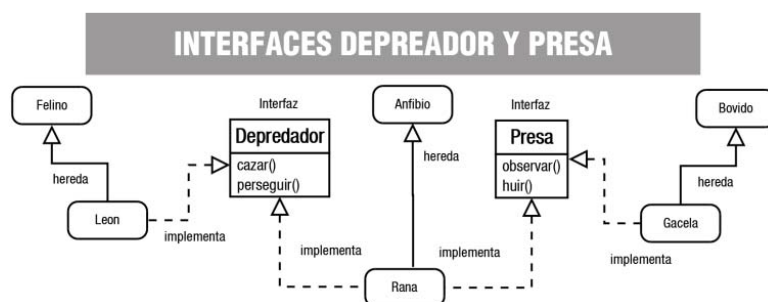 INTERFACES DEPREADOR Y PRESA
Felino
Interfaz
Anfibio
Interfaz
Bovido
Depredador
cazar()
perseguir()
Presa
observar()
huir()
hereda
hereda
hereda
Leon
implementa
implementa
implementa
Gacela
implementa
Rana